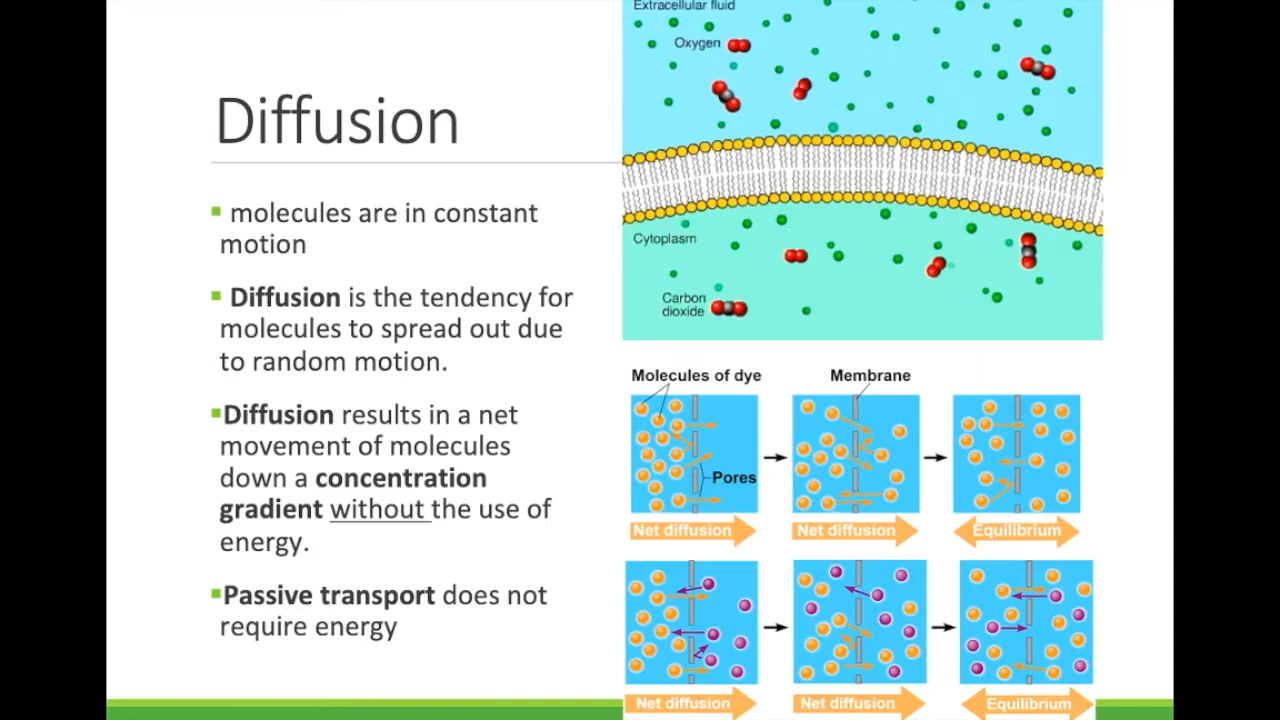 Diffusion
▪ molecules are in constant
motion
▪ Diffusion is the tendency for
molecules to spread out due
to random motion.
▪Diffusion results in a net
movement of molecules
down a concentration
gradient without the use of
energy.
▪Passive transport does not
require energy
Extracellular fluid
Oxygen
Cytoplasm
Carbon
dioxide
Molecules of dye
Membrane
Pores
Net diffusion
Net diffusion
Equilibrium
Net diffusion
Net diffusion
Equilibrium